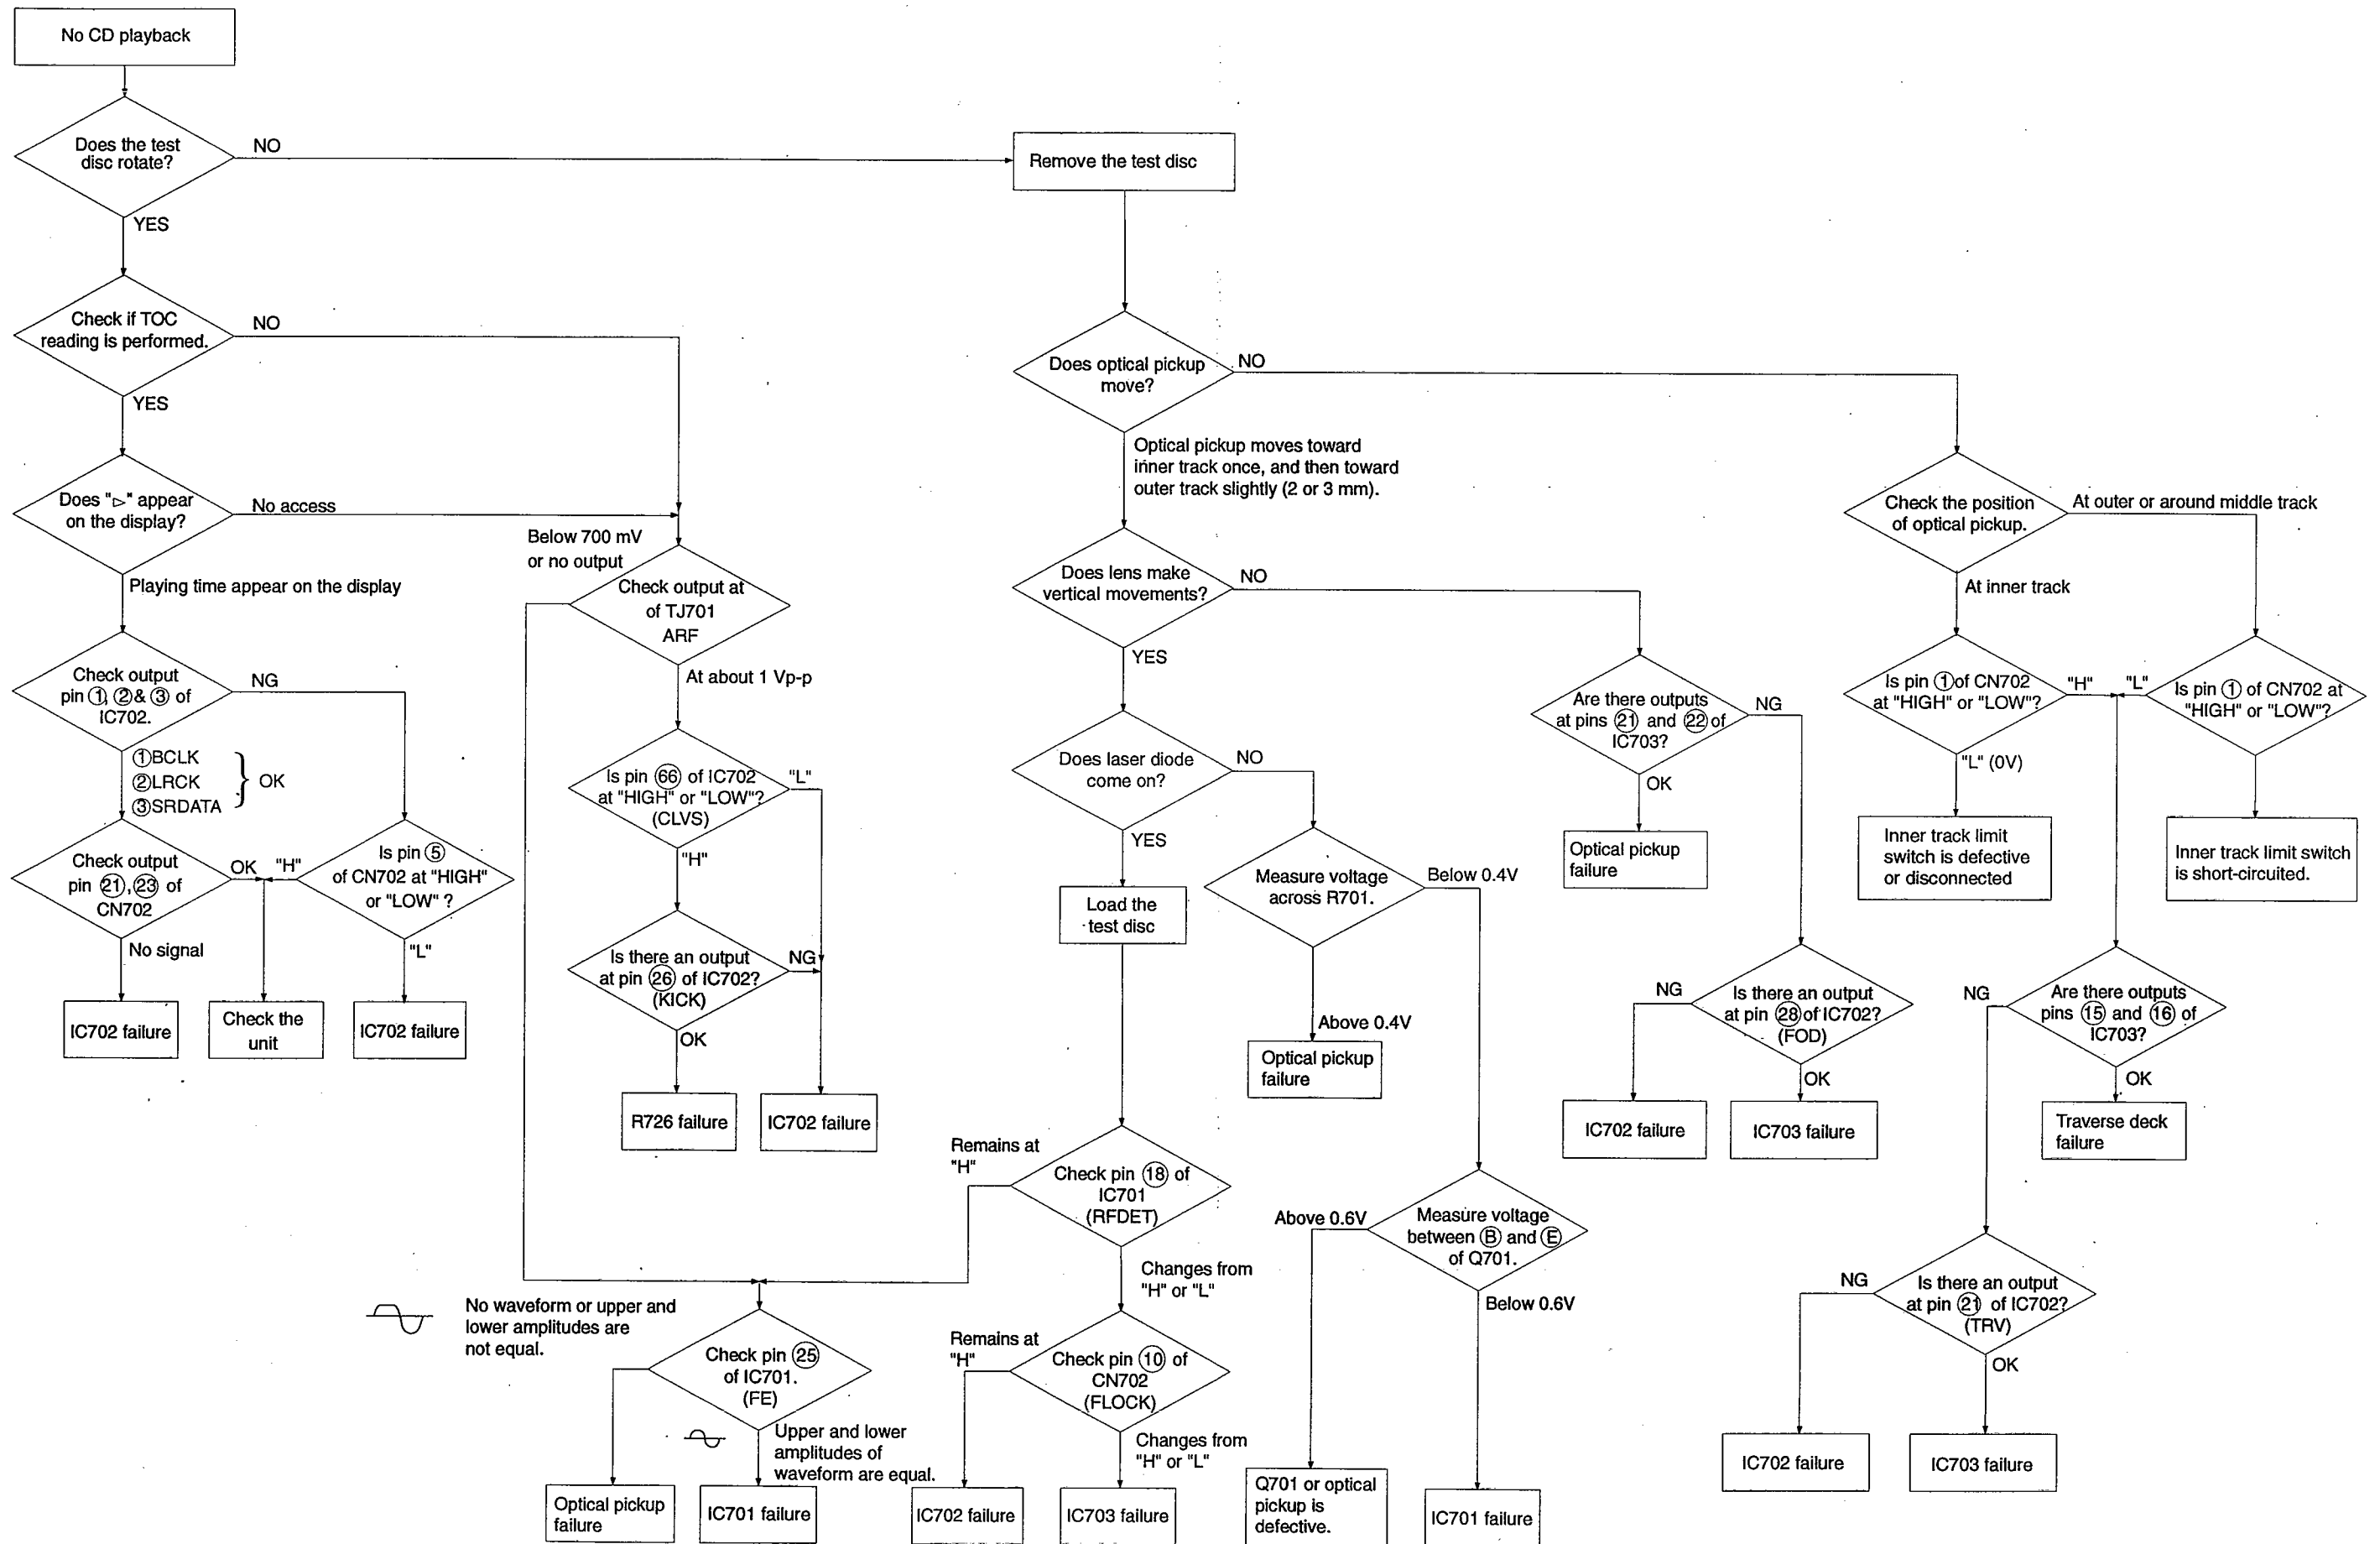 No CD playback
Does the test
disc rotate?
NO
YES
Remove the test disc
Check if TOC
reading is performed.
NO
YES
Does "▷" appear
on the display?
No access
Playing time appear on the display
Check output
pin ①, ②& ③ of
IC702.
NG
①BCLK
②LRCK
③SRDATA
OK
Check output
pin ㉑,㉓ of
CN702
OK
"H"
Is pin ⑤
of CN702 at "HIGH"
or "LOW" ?
No signal
"L"
IC702 failure
Check the
unit
IC702 failure
Below 700 mV
or no output
Check output at
of TJ701
ARF
At about 1 Vp-p
Is pin 66 of IC702
at "HIGH" or "LOW"?
(CLVS)
"L"
"H"
Is there an output
at pin ㉖ of IC702?
(KICK)
NG
OK
R726 failure
IC702 failure
Does optical pickup
move?
NO
Optical pickup moves toward
inner track once, and then toward
outer track slightly (2 or 3 mm).
Does lens make
vertical movements?
NO
YES
Does laser diode
come on?
NO
YES
Load the
test disc
Measure voltage
across R701.
Below 0.4V
Above 0.4V
Optical pickup
failure
Remains at
"H"
Check pin ⑱ of
IC701
(RFDET)
Changes from
"H" or "L"
Remains at
"H"
Check pin ⑩ of
CN702
(FLOCK)
Changes from
"H" or "L"
IC702 failure
IC703 failure
No waveform or upper and
lower amplitudes are
not equal.
Check pin ㉕
of IC701.
(FE)
Upper and lower
amplitudes of
waveform are equal.
Optical pickup
failure
IC701 failure
Above 0.6V
Measure voltage
between Ⓑ and Ⓔ
of Q701.
Below 0.6V
Q701 or optical
pickup is
defective.
IC701 failure
Are there outputs
at pins ㉑ and ㉒ of
IC703?
NG
OK
Optical pickup
failure
NG
Is there an output
at pin ㉘ of IC702?
(FOD)
OK
IC702 failure
IC703 failure
Check the position
of optical pickup.
At outer or around middle track
At inner track
Is pin ① of CN702
at "HIGH" or "LOW"?
"H"
"L"
Is pin ① of CN702 at
"HIGH" or "LOW"?
"L" (0V)
Inner track limit
switch is defective
or disconnected
Inner track limit switch
is short-circuited.
NG
Are there outputs
pins ⑮ and ⑯ of
IC703?
OK
Traverse deck
failure
NG
Is there an output
at pin ㉑ of IC702?
(TRV)
OK
IC702 failure
IC703 failure